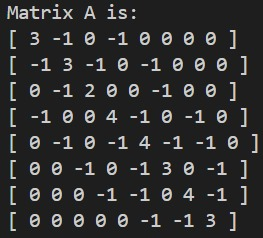 Matrix A is:
[ 3 -1 0 -1 0 0 0 0 ]
[ -1 3 -1 0 -1 0 0 0 ]
[ 0 -1 2 0 0 -1 0 0 ]
[ -1 0 0 4 -1 0 -1 0 ]
[ 0 -1 0 -1 4 -1 -1 0 ]
[ 0 0 -1 0 -1 3 0 -1 ]
[ 0 0 0 -1 -1 0 4 -1 ]
[ 0 0 0 0 0 -1 -1 3 ]